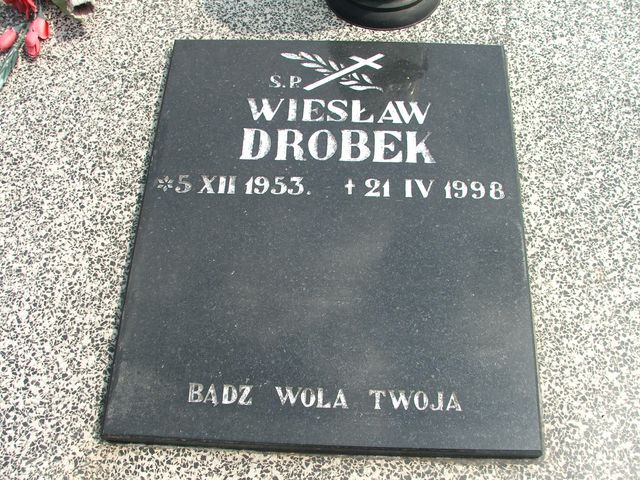 S.P.
WIESŁAW
DROBEK
*5 XII 1953. † 21 IV 1998
BĄDŹ WOLA TWOJA